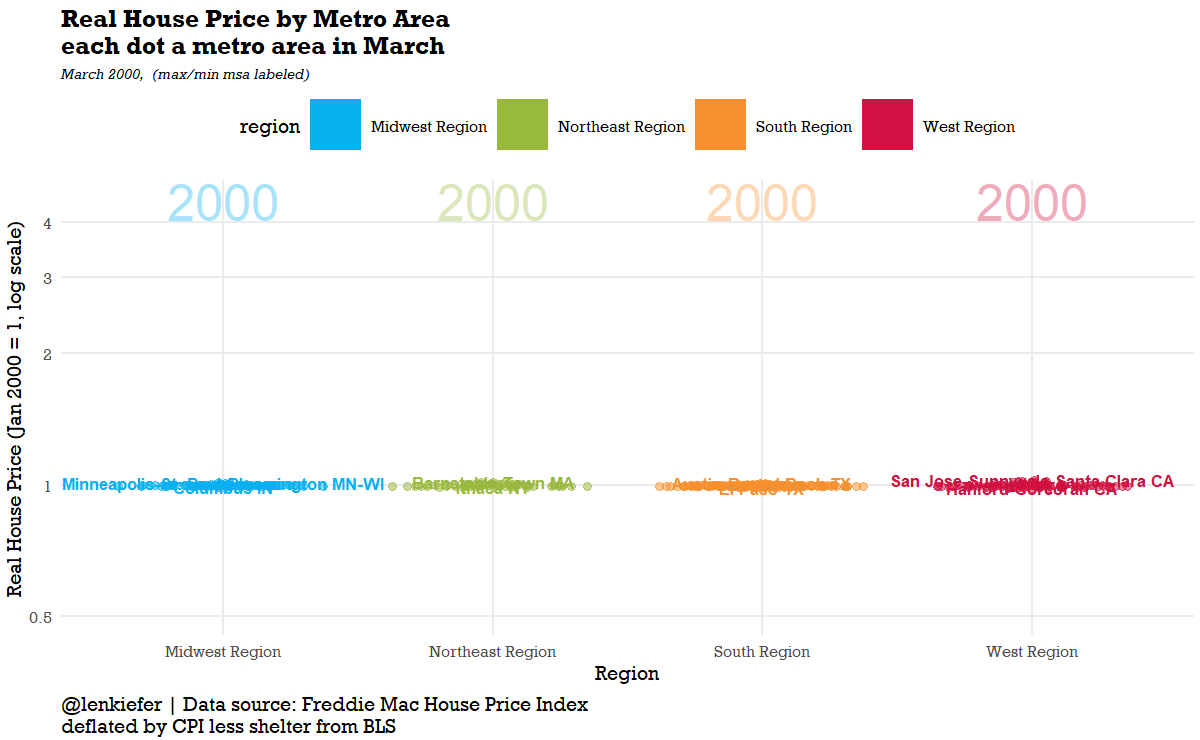 Real House Price by Metro Area
each dot a metro area in March
March 2000,  (max/min msa labeled)
region
Midwest Region
Northeast Region
South Region
West Region
2000 2000 2000 2000
Real House Price (Jan 2000 = 1, log scale)
4
3
2
1
0.5
Minneapolis-St. Paul-Bloomington MN-WI
Columbus IN
Barnstable Town MA
Ithaca NY
Austin-Round Rock TX
El Paso TX
San Jose-Sunnyvale-Santa Clara CA
Hanford-Corcoran CA
Midwest Region Northeast Region South Region West Region
Region
@lenkiefer | Data source: Freddie Mac House Price Index
deflated by CPI less shelter from BLS